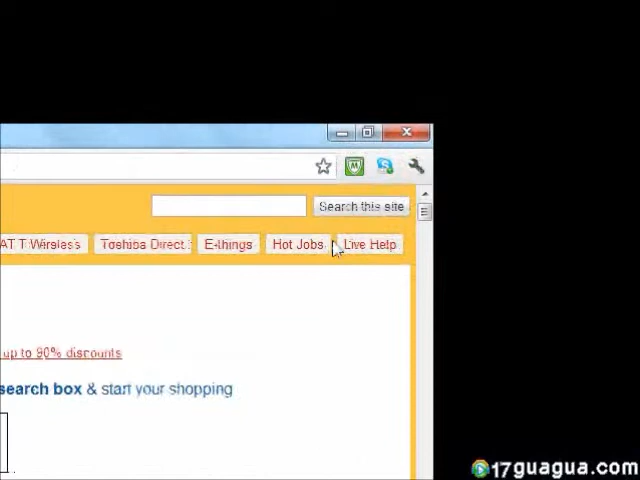 Search this site
AT T Wireless Toshiba Direct E-things Hot Jobs Live Help
up to 90% discounts
search box & start your shopping
17guagua.com